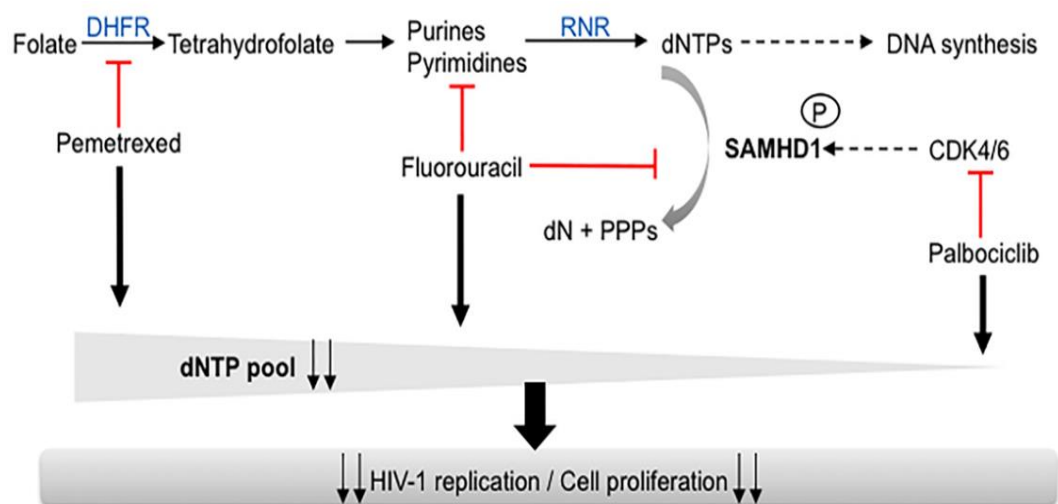 DHFR
RNR
Folate
Tetrahydrofolate
Purines
Pyrimidines
dNTPs
DNA synthesis
P
SAMHD1
CDK4/6
Pemetrexed
Fluorouracil
dN + PPPs
Palbociclib
dNTP pool
HIV-1 replication / Cell proliferation